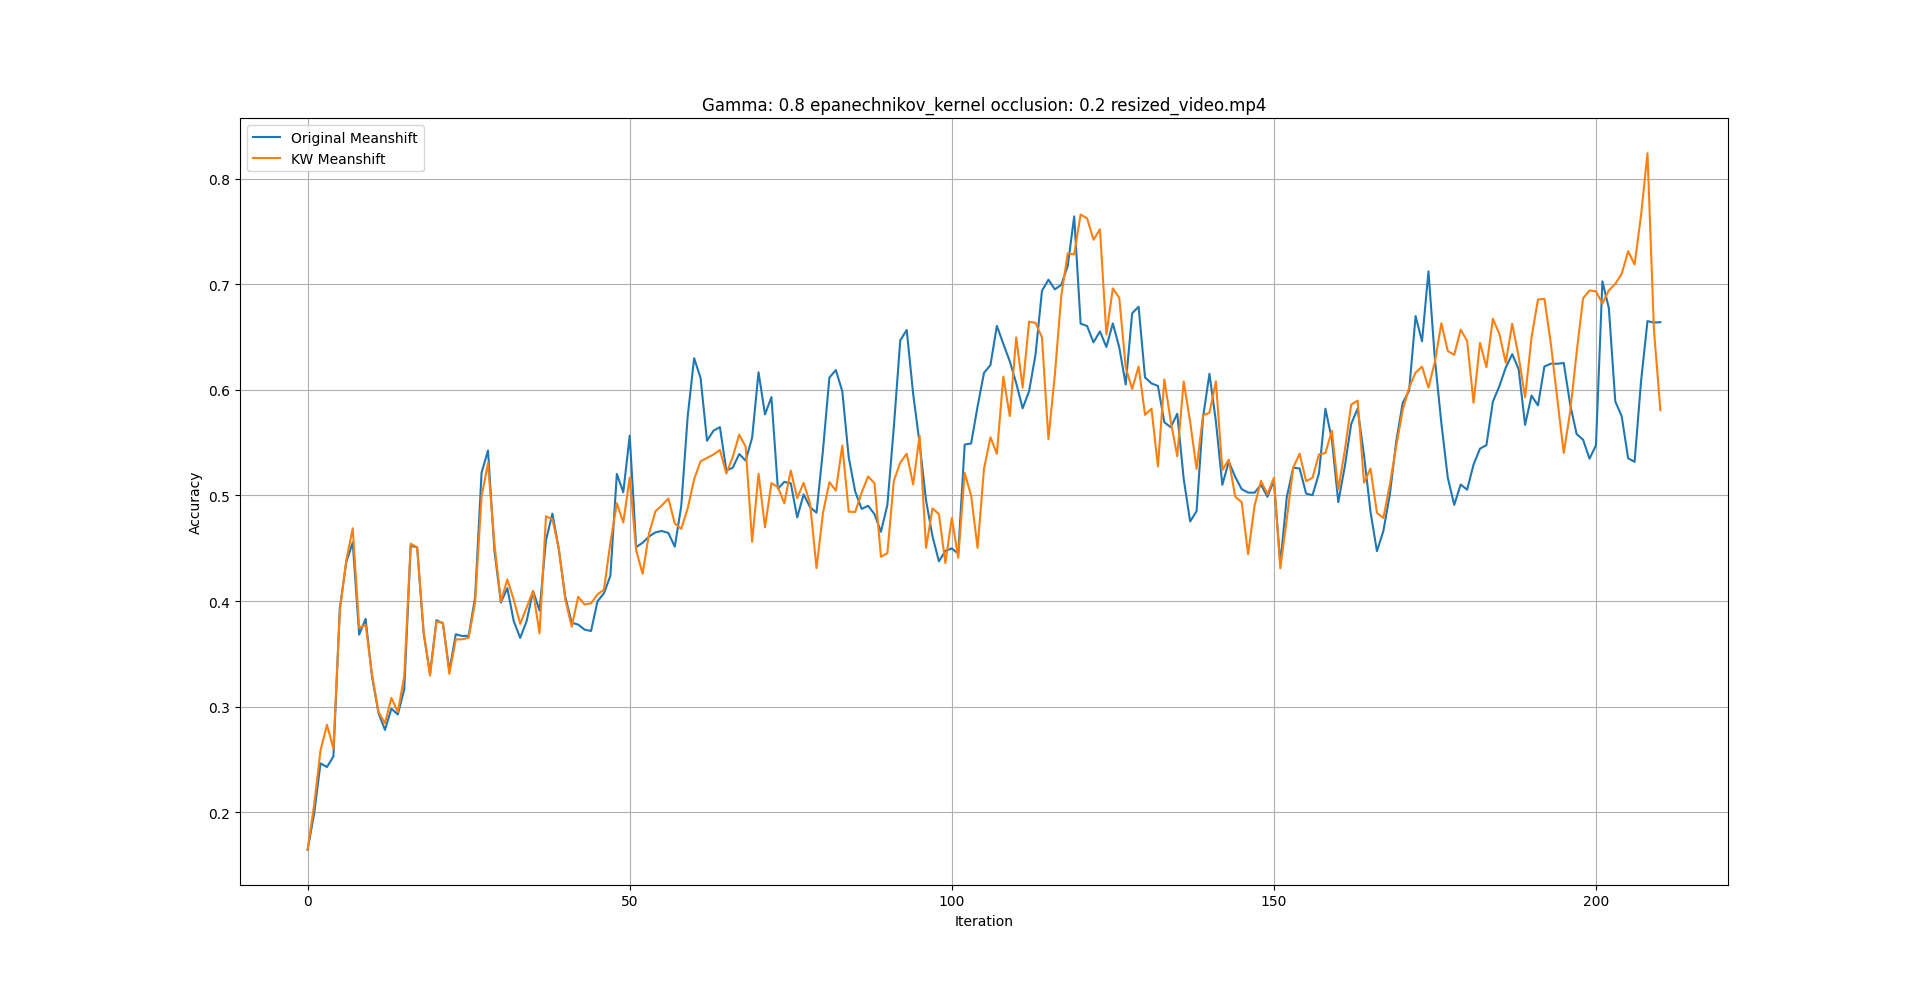 Gamma: 0.8 epanechnikov_kernel occlusion: 0.2 resized_video.mp4
Original Meanshift
KW Meanshift
0.8
0.7
0.6
0.5
0.4
0.3
0.2
Accuracy
0
50
100
150
200
Iteration